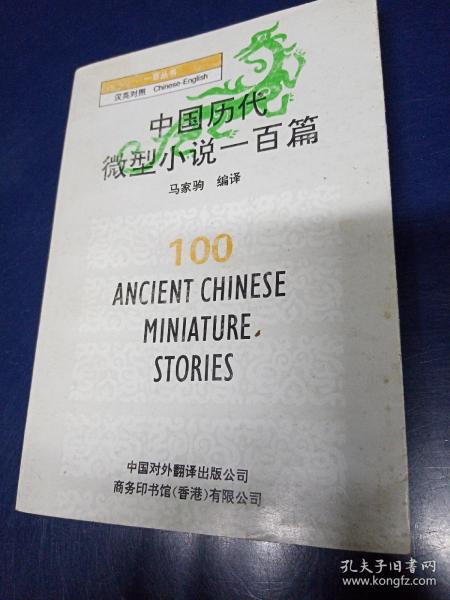 一百丛书
汉英对照 Chinese-English
中国历代
微型小说一百篇
马家驹 编译
100
ANCIENT CHINESE
MINIATURE
STORIES
中国对外翻译出版公司
商务印书馆(香港)有限公司
孔夫子旧书网
www.kongfz.com